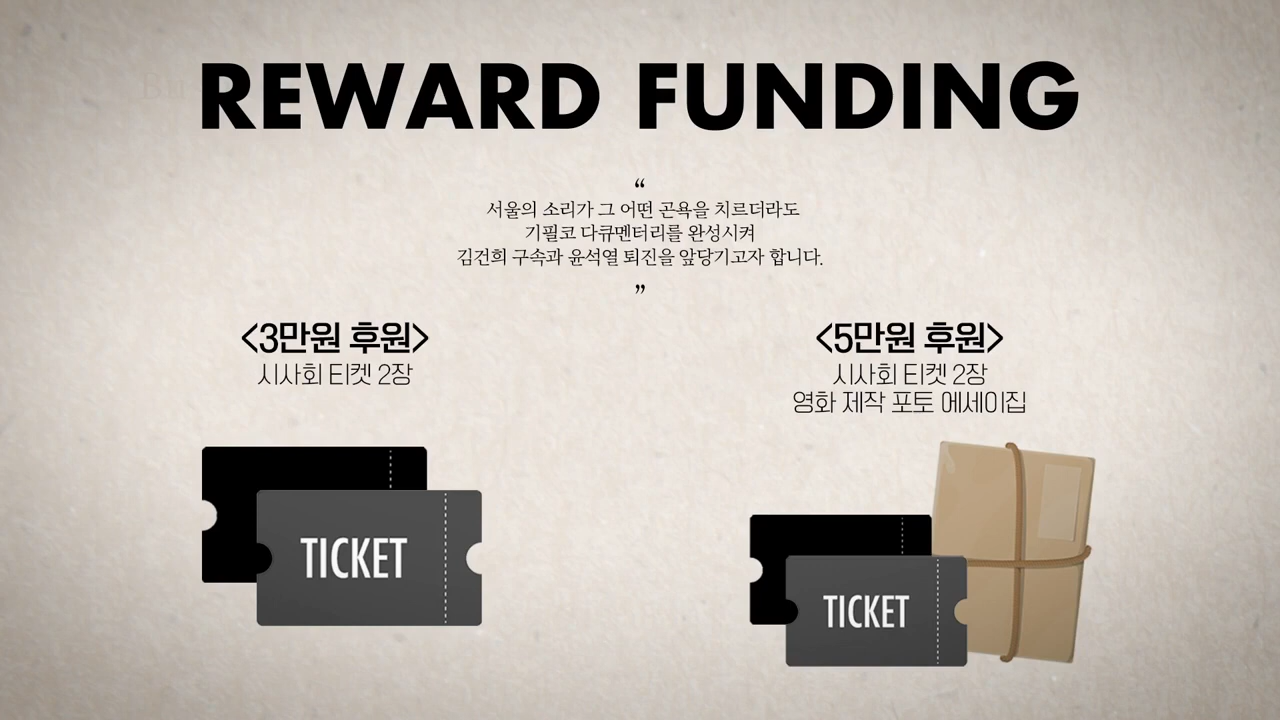 REWARD FUNDING
“
서울의 소리가 그 어떤 곤욕을 치르더라도
기필코 다큐멘터리를 완성시켜
김건희 구속과 윤석열 퇴진을 앞당기고자 합니다.
”
<3만원 후원>
시사회 티켓 2장
<5만원 후원>
시사회 티켓 2장
영화 제작 포토 에세이집
TICKET
TICKET